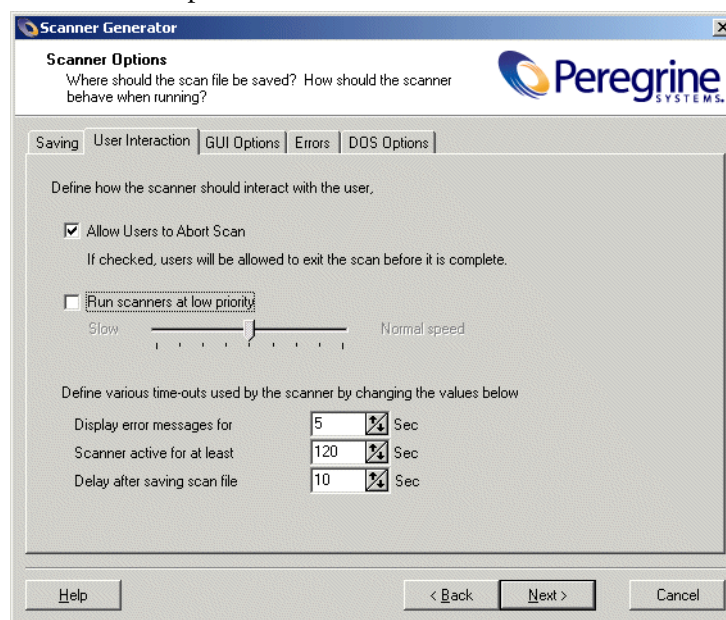 Scanner Generator
Scanner Options
Where should the scan file be saved? How should the scanner
behave when running?
Peregrine
SYSTEMS
Saving
User Interaction
GUI Options
Errors
DOS Options
Define how the scanner should interact with the user,
Allow Users to Abort Scan
If checked, users will be allowed to exit the scan before it is complete.
Run scanners at low priority
Slow
Normal speed
Define various time-outs used by the scanner by changing the values below
Display error messages for 5 Sec
Scanner active for at least 120 Sec
Delay after saving scan file 10 Sec
Help
< Back
Next >
Cancel